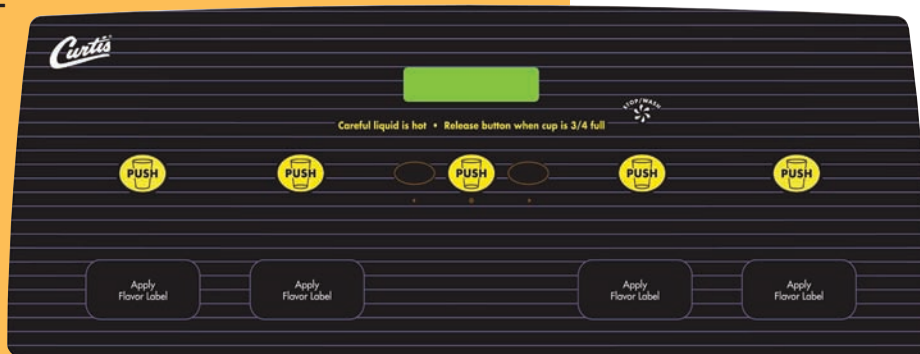 Curtis
STOP/WASH
Careful liquid is hot • Release button when cup is 3/4 full
PUSH
PUSH
PUSH
PUSH
PUSH
Apply
Flavor Label
Apply
Flavor Label
Apply
Flavor Label
Apply
Flavor Label